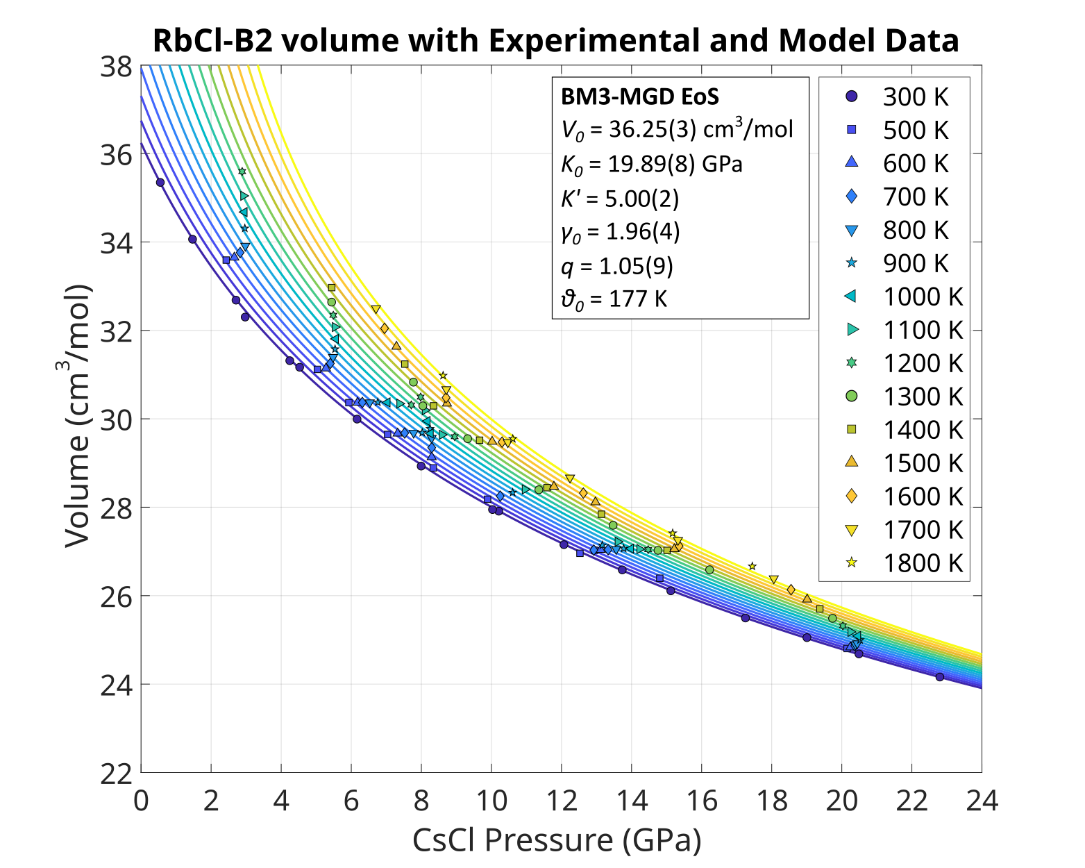 RbCl-B2 volume with Experimental and Model Data
Volume (cm³/mol)
38
36
34
32
30
28
26
24
22
0 2 4 6 8 10 12 14 16 18 20 22 24
CsCl Pressure (GPa)
BM3-MGD EoS
V₀ = 36.25(3) cm³/mol
K₀ = 19.89(8) GPa
K' = 5.00(2)
γ₀ = 1.96(4)
q = 1.05(9)
ϑ₀ = 177 K
300 K
500 K
600 K
700 K
800 K
900 K
1000 K
1100 K
1200 K
1300 K
1400 K
1500 K
1600 K
1700 K
1800 K